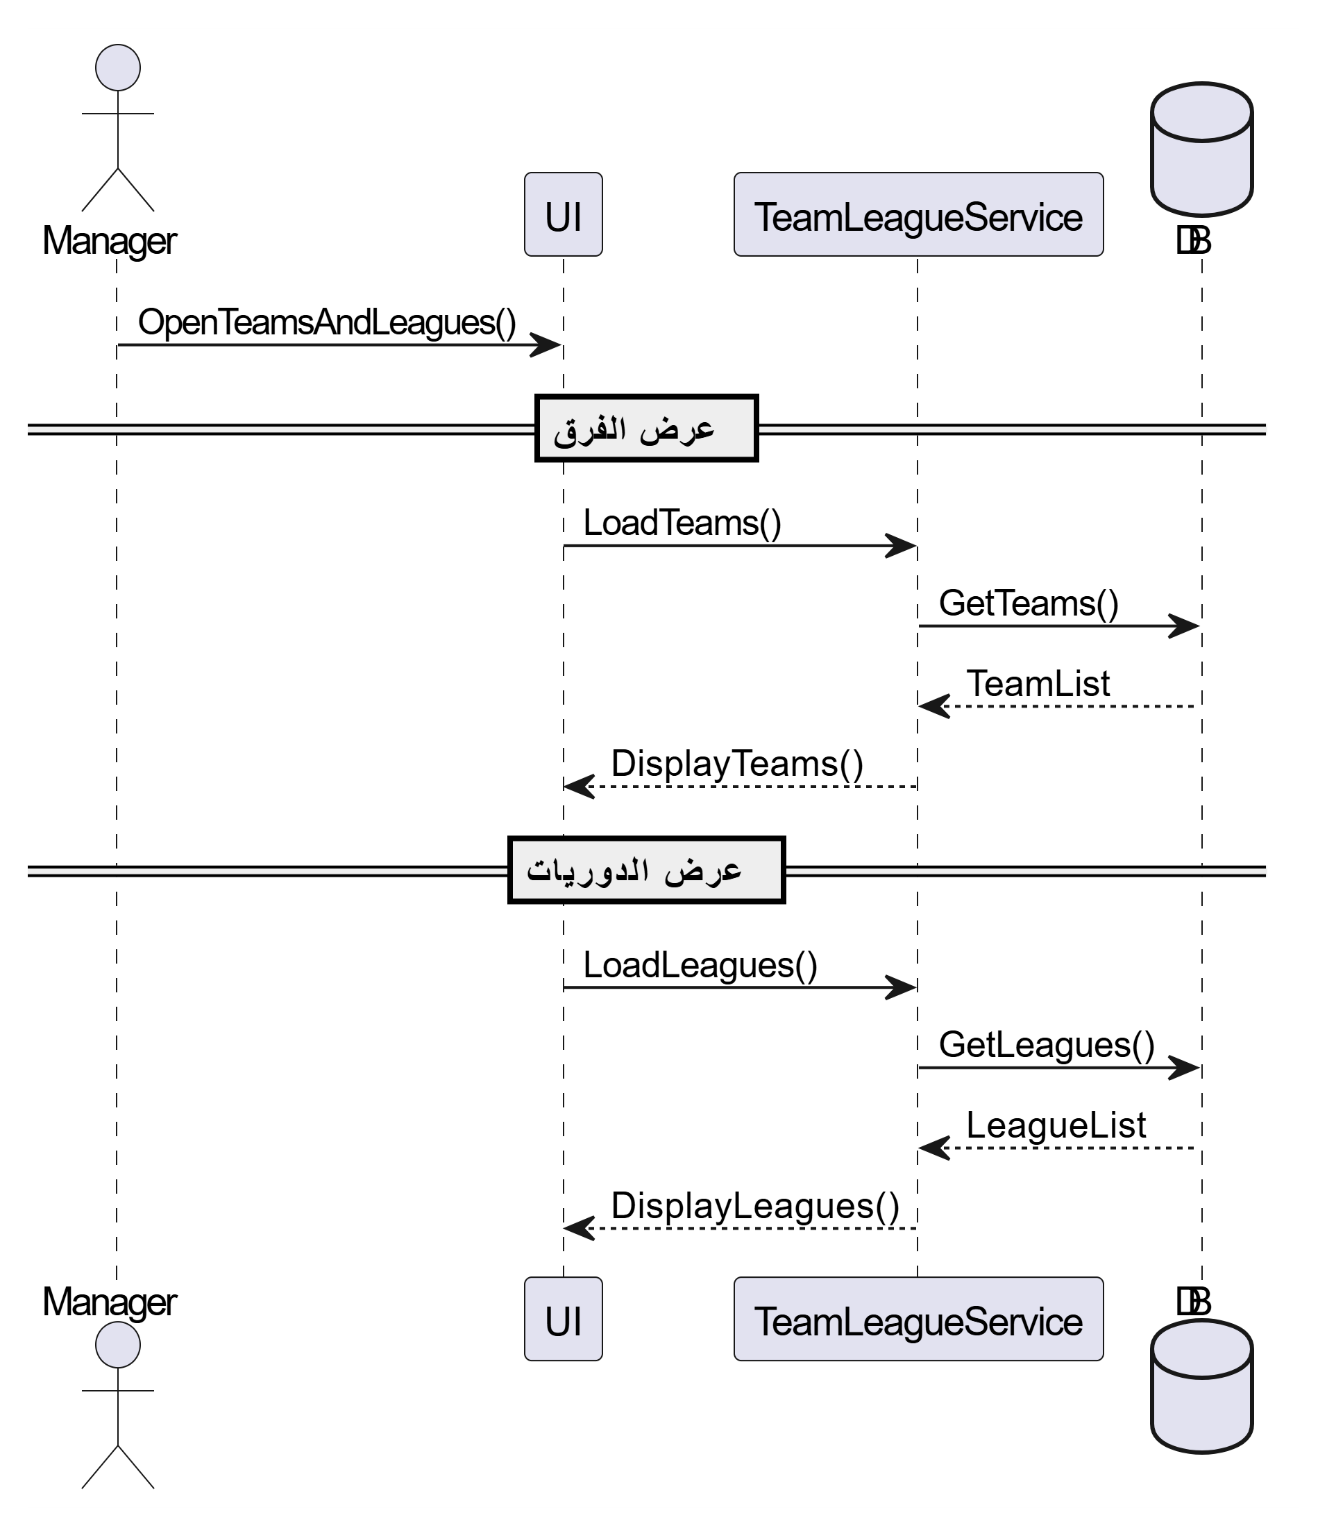 Manager
UI
TeamLeagueService
DB
OpenTeamsAndLeagues()
عرض الفرق
LoadTeams()
GetTeams()
TeamList
DisplayTeams()
عرض الدوريات
LoadLeagues()
GetLeagues()
LeagueList
DisplayLeagues()
Manager
UI
TeamLeagueService
DB